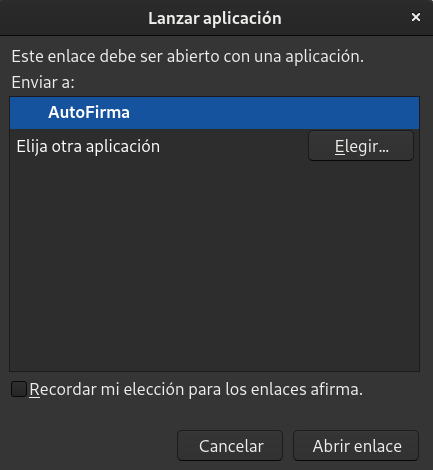 Lanzar aplicación
Este enlace debe ser abierto con una aplicación.
Enviar a:
AutoFirma
Elija otra aplicación
Elegir...
Recordar mi elección para los enlaces afirma.
Cancelar
Abrir enlace